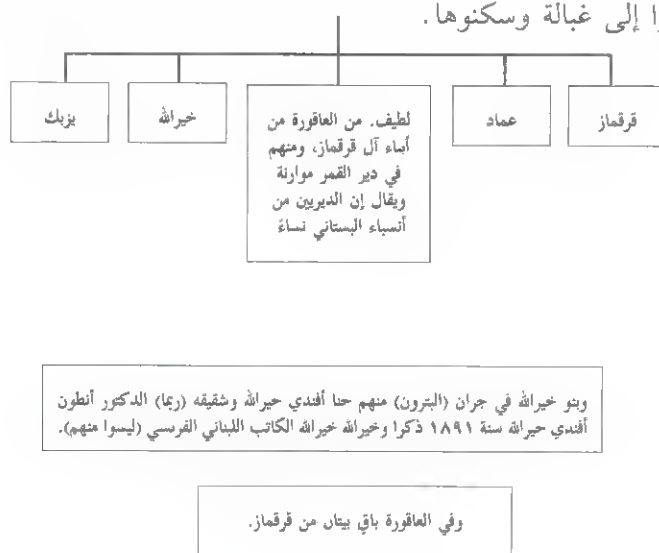 ا إلى غبالة وسكنوها.
قرقماز
عماد
لطيف. من العاقورة من
أبناء آل قرقماز، ومنهم
في دير القمر موارنة
ويقال إن الديريين من
أنسباء البستاني نساءً
خيرالله
يزبك
وبنو خيرالله في جران (البترون) منهم حنا أفندي حيرالله وشقيقه (ربما) الدكتور أنطون
أفندي حيرالله سنة ١٨٩١ ذكرا وخيرالله خيرالله الكاتب اللبناني الفرنسي (ليسوا منهم).
وفي العاقورة باقٍ بيتان من قرقماز.